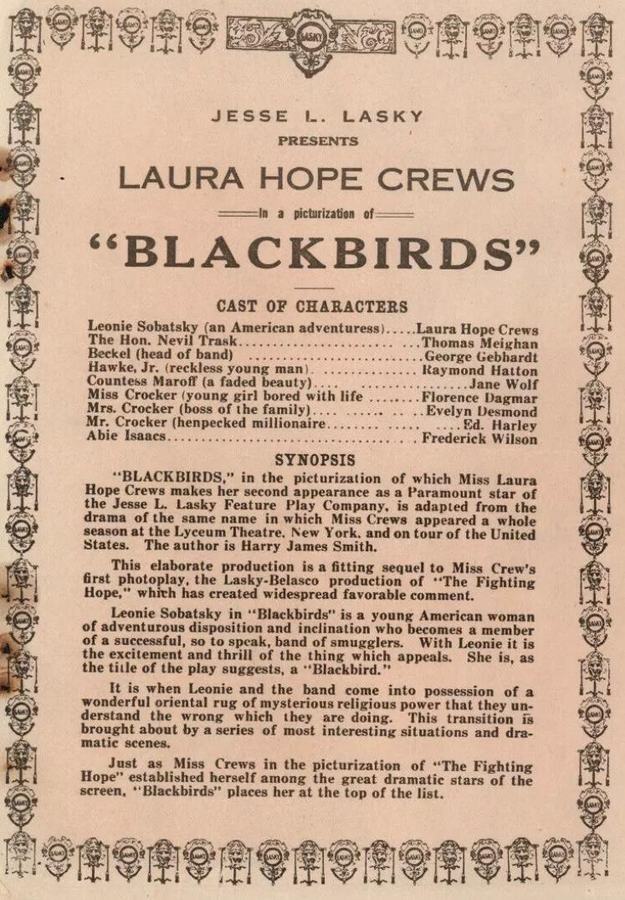 LASKY
JESSE L. LASKY
PRESENTS
LAURA HOPE CREWS
In a picturization of
"BLACKBIRDS"
CAST OF CHARACTERS
Leonie Sobatsky (an American adventuress).....Laura Hope Crews
The Hon. Nevil Trask..............................Thomas Meighan
Beckel (head of band) .........................George Gebhardt
Hawke, Jr. (reckless young man)................Raymond Hatton
Countess Maroff (a faded beauty).... ................Jane Wolf
Miss Crocker (young girl bored with life ........Florence Dagmar
Mrs. Crocker (boss of the family)..............Evelyn Desmond
Mr. Crocker (henpecked millionaire........ ..... ....Ed. Harley
Abie Isaacs......................................Frederick Wilson
SYNOPSIS
"BLACKBIRDS," in the picturization of which Miss Laura
Hope Crews makes her second appearance as a Paramount star of
the Jesse L. Lasky Feature Play Company, is adapted from the
drama of the same name in which Miss Crews appeared a whole
season at the Lyceum Theatre, New York, and on tour of the United
States. The author is Harry James Smith.
This elaborate production is a fitting sequel to Miss Crew's
first photoplay, the Lasky-Belasco production of "The Fighting
Hope," which has created widespread favorable comment.
Leonie Sobatsky in "Blackbirds" is a young American woman
of adventurous disposition and inclination who becomes a member
of a successful, so to speak, band of smugglers. With Leonie it is
the excitement and thrill of the thing which appeals. She is, as
the title of the play suggests, a "Blackbird."
It is when Leonie and the band come into possession of a
wonderful oriental rug of mysterious religious power that they un-
derstand the wrong which they are doing. This transition is
brought about by a series of most interesting situations and dra-
matic scenes.
Just as Miss Crews in the picturization of "The Fighting
Hope" established herself among the great dramatic stars of the
screen, "Blackbirds" places her at the top of the list.